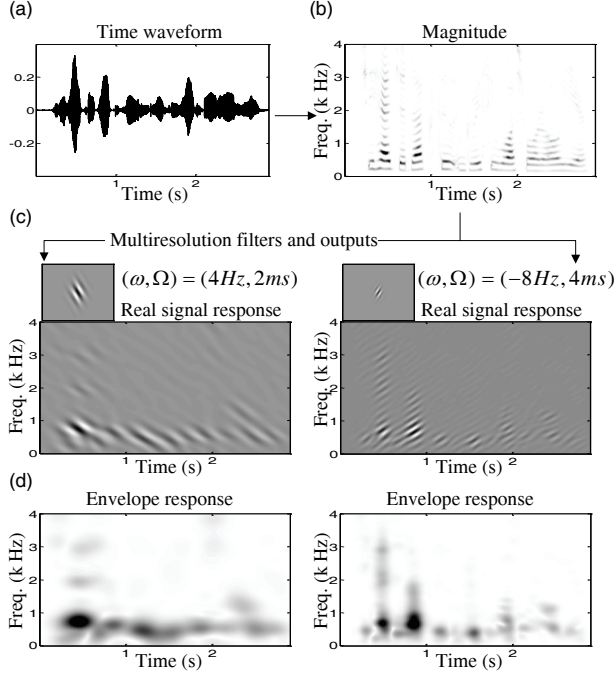 (a)
Time waveform
0.2
0
-0.2
1
2
Time (s)
(b)
Magnitude
4
3
2
1
0
Freq. (k Hz)
1
2
Time (s)
(c)
Multiresolution filters and outputs
(ω,Ω) = (4Hz, 2ms)
Real signal response
4
3
2
1
0
Freq. (k Hz)
1
2
Time (s)
(ω,Ω) = (−8Hz, 4ms)
Real signal response
4
3
2
1
0
Freq. (k Hz)
1
2
Time (s)
(d)
Envelope response
4
3
2
1
0
Freq. (k Hz)
1
2
Time (s)
Envelope response
4
3
2
1
0
Freq. (k Hz)
1
2
Time (s)